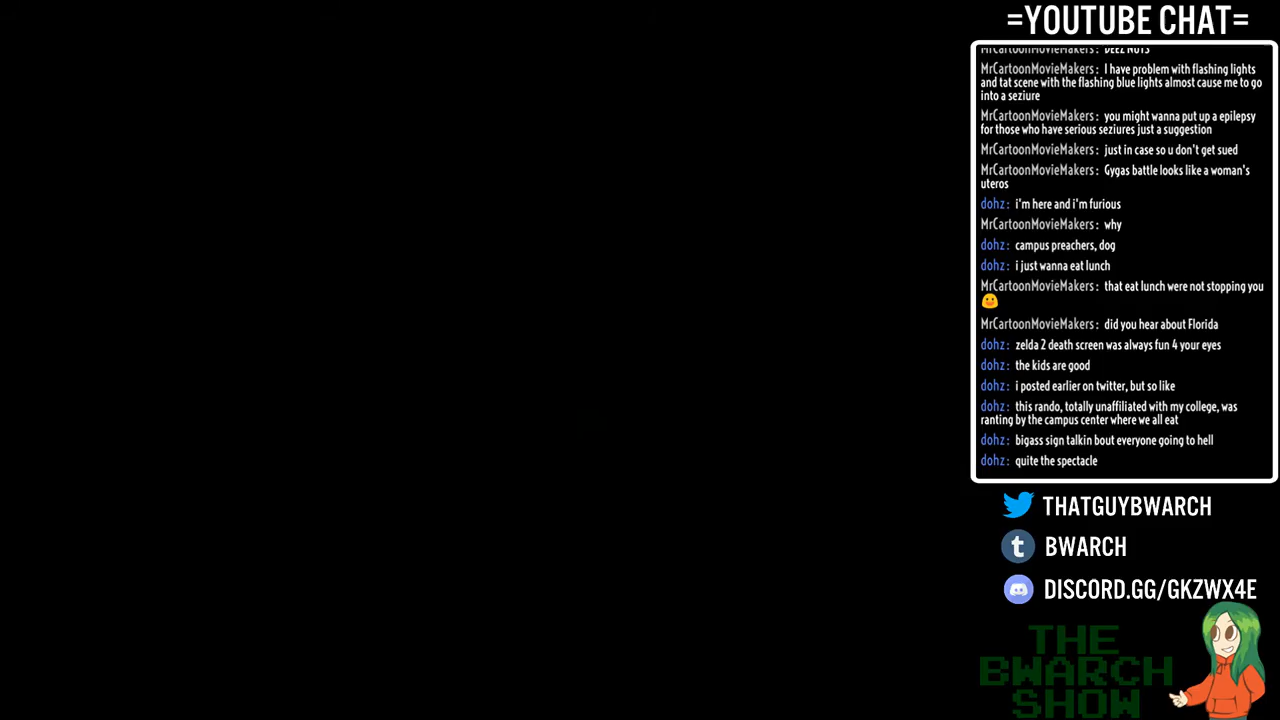 =YOUTUBE CHAT=
MrCartoonMovieMakers: DEEZ NUTS
MrCartoonMovieMakers: I have problem with flashing lights
and tat scene with the flashing blue lights almost cause me to go
into a seziure
MrCartoonMovieMakers: you might wanna put up a epilepsy
for those who have serious seziures just a suggestion
MrCartoonMovieMakers: just in case so u don't get sued
MrCartoonMovieMakers: Gygas battle looks like a woman's
uteros
dohz: i'm here and i'm furious
MrCartoonMovieMakers: why
dohz: campus preachers, dog
dohz: i just wanna eat lunch
MrCartoonMovieMakers: that eat lunch were not stopping you
MrCartoonMovieMakers: did you hear about Florida
dohz: zelda 2 death screen was always fun 4 your eyes
dohz: the kids are good
dohz: i posted earlier on twitter, but so like
dohz: this rando, totally unaffiliated with my college, was
ranting by the campus center where we all eat
dohz: bigass sign talkin bout everyone going to hell
dohz: quite the spectacle
THATGUYBWARCH
t BWARCH
DISCORD.GG/GKZWX4E
THE
BWARCH
SHOW